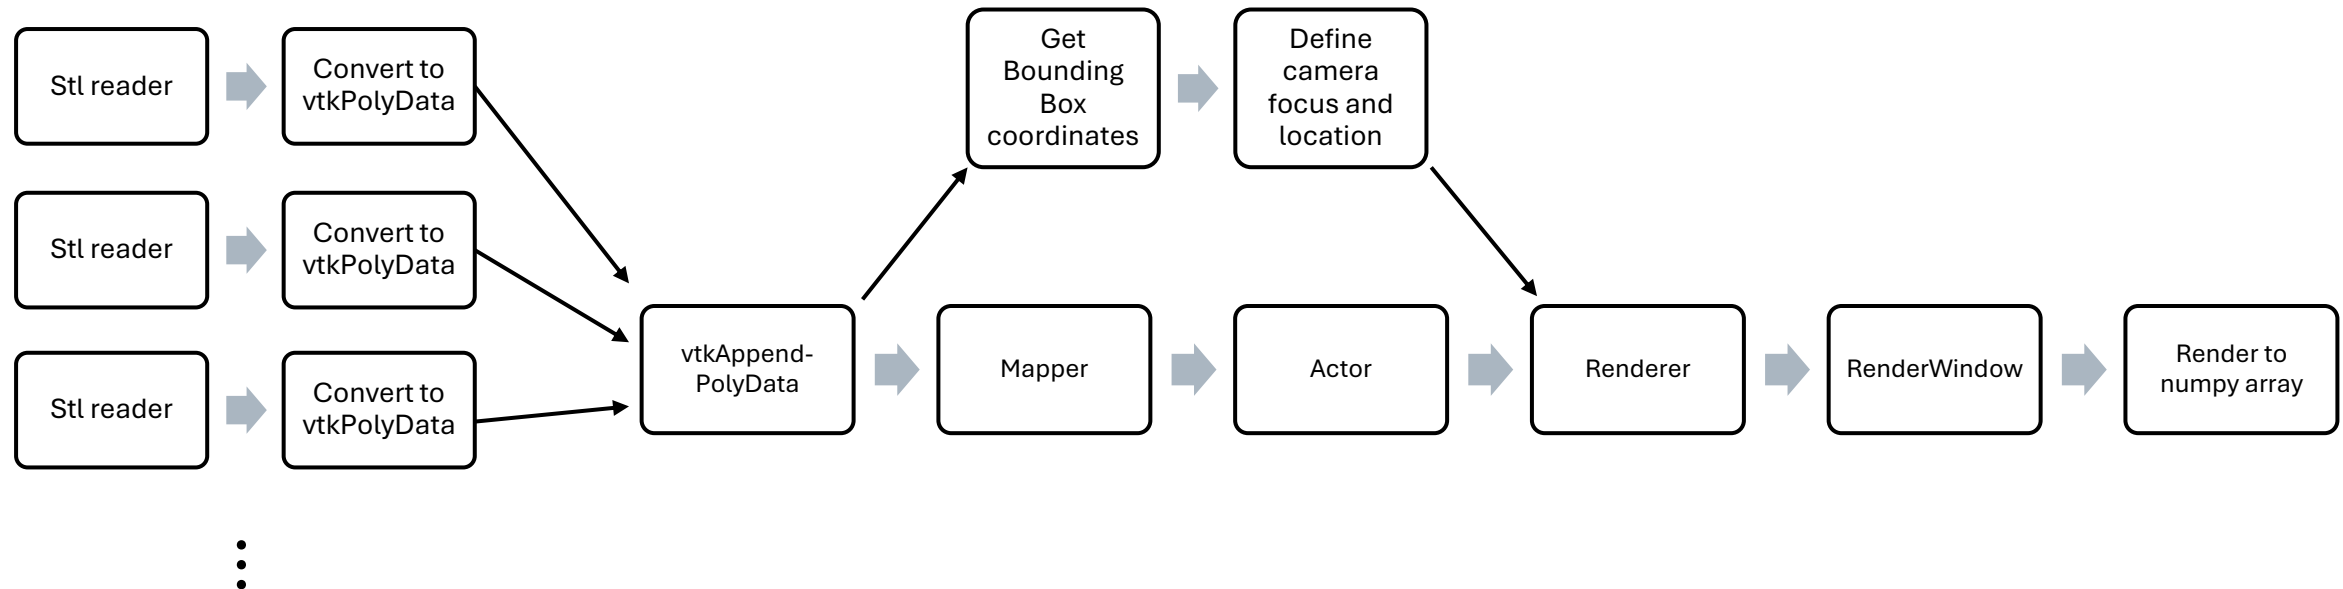 Stl reader
Convert to
vtkPolyData
Stl reader
Convert to
vtkPolyData
Stl reader
Convert to
vtkPolyData
vtkAppend-
PolyData
Get
Bounding
Box
coordinates
Define
camera
focus and
location
Mapper
Actor
Renderer
RenderWindow
Render to
numpy array